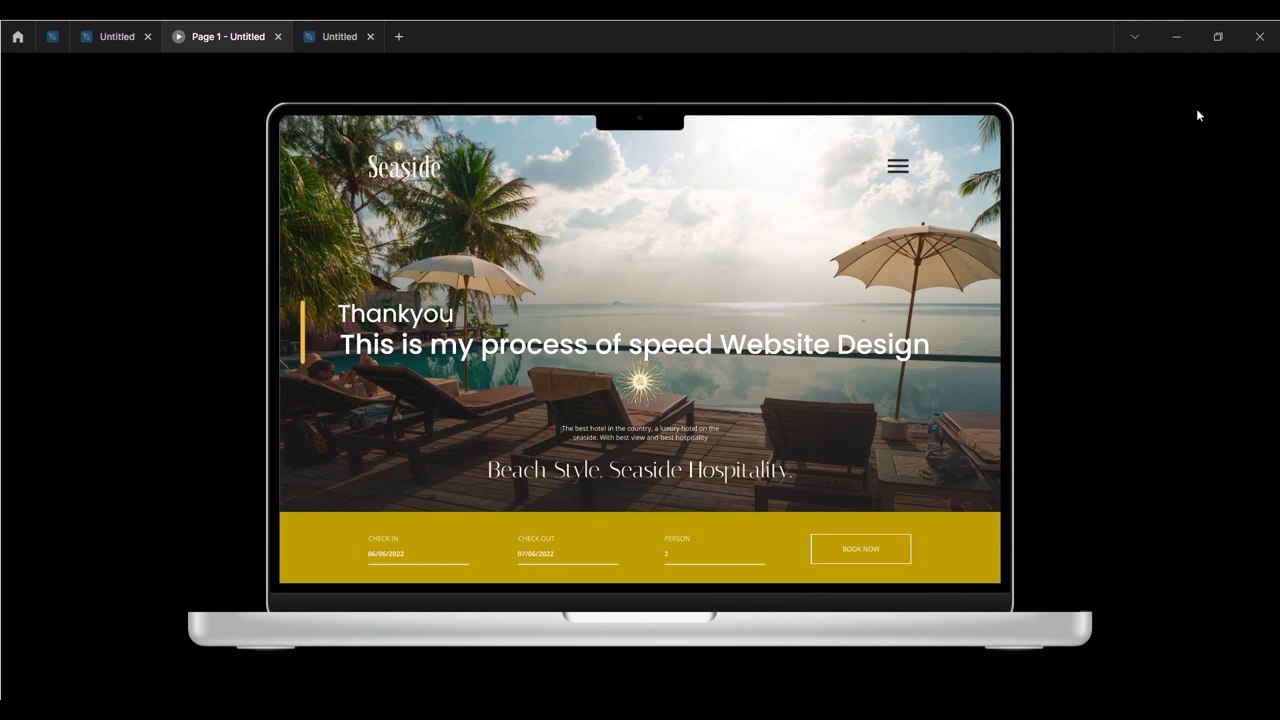 Untitled
Page 1 - Untitled
Untitled
Seaside
Thankyou
This is my process of speed Website Design
The best hotel in the country, a luxury hotel on the
seaside. With best view and best hospitality
Beach Style. Seaside Hospitality.
CHECK IN
06/06/2022
CHECK OUT
07/06/2022
PERSON
2
BOOK NOW